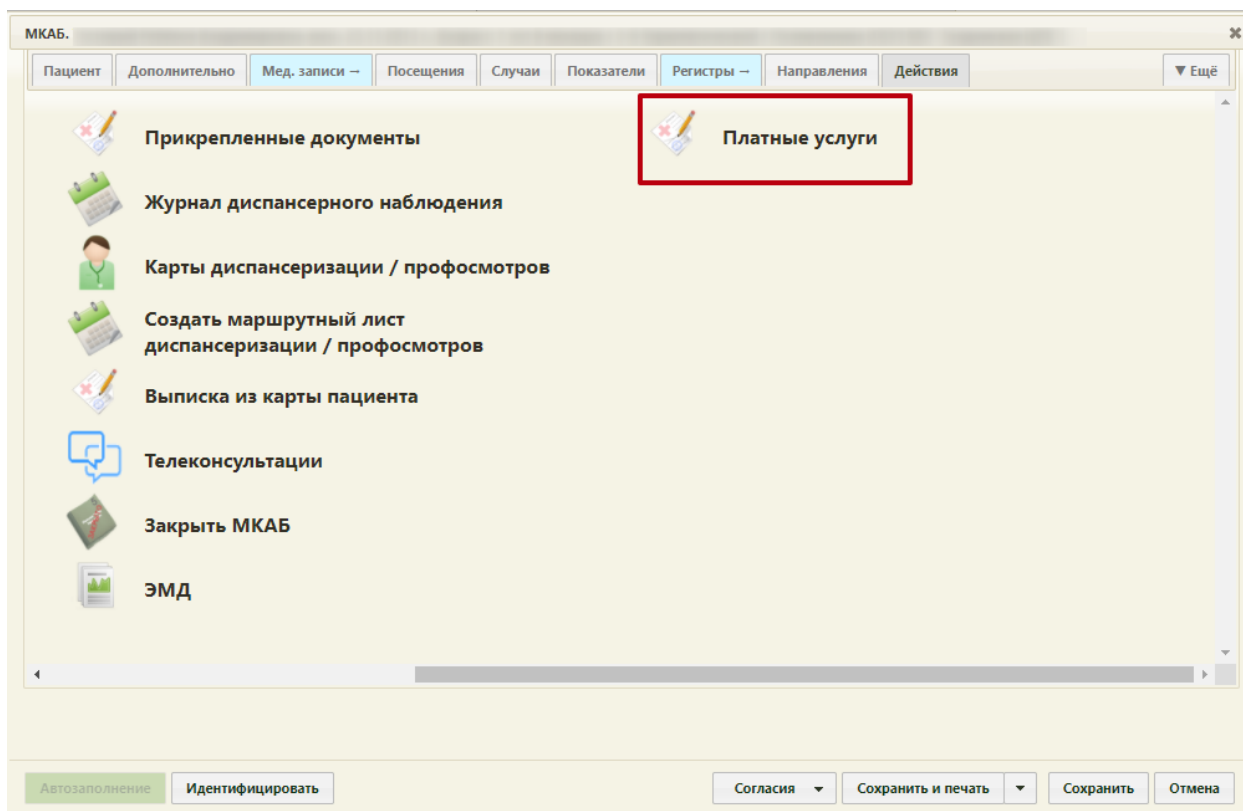 МКАБ.
Пациент Дополнительно Мед. записи → Посещения Случаи Показатели Регистры → Направления Действия ▼ Ещё
Прикрепленные документы Платные услуги
Журнал диспансерного наблюдения
Карты диспансеризации / профосмотров
Создать маршрутный лист
диспансеризации / профосмотров
Выписка из карты пациента
Телеконсультации
Закрыть МКАБ
ЭМД
Автозаполнение Идентифицировать Согласия Сохранить и печать Сохранить Отмена